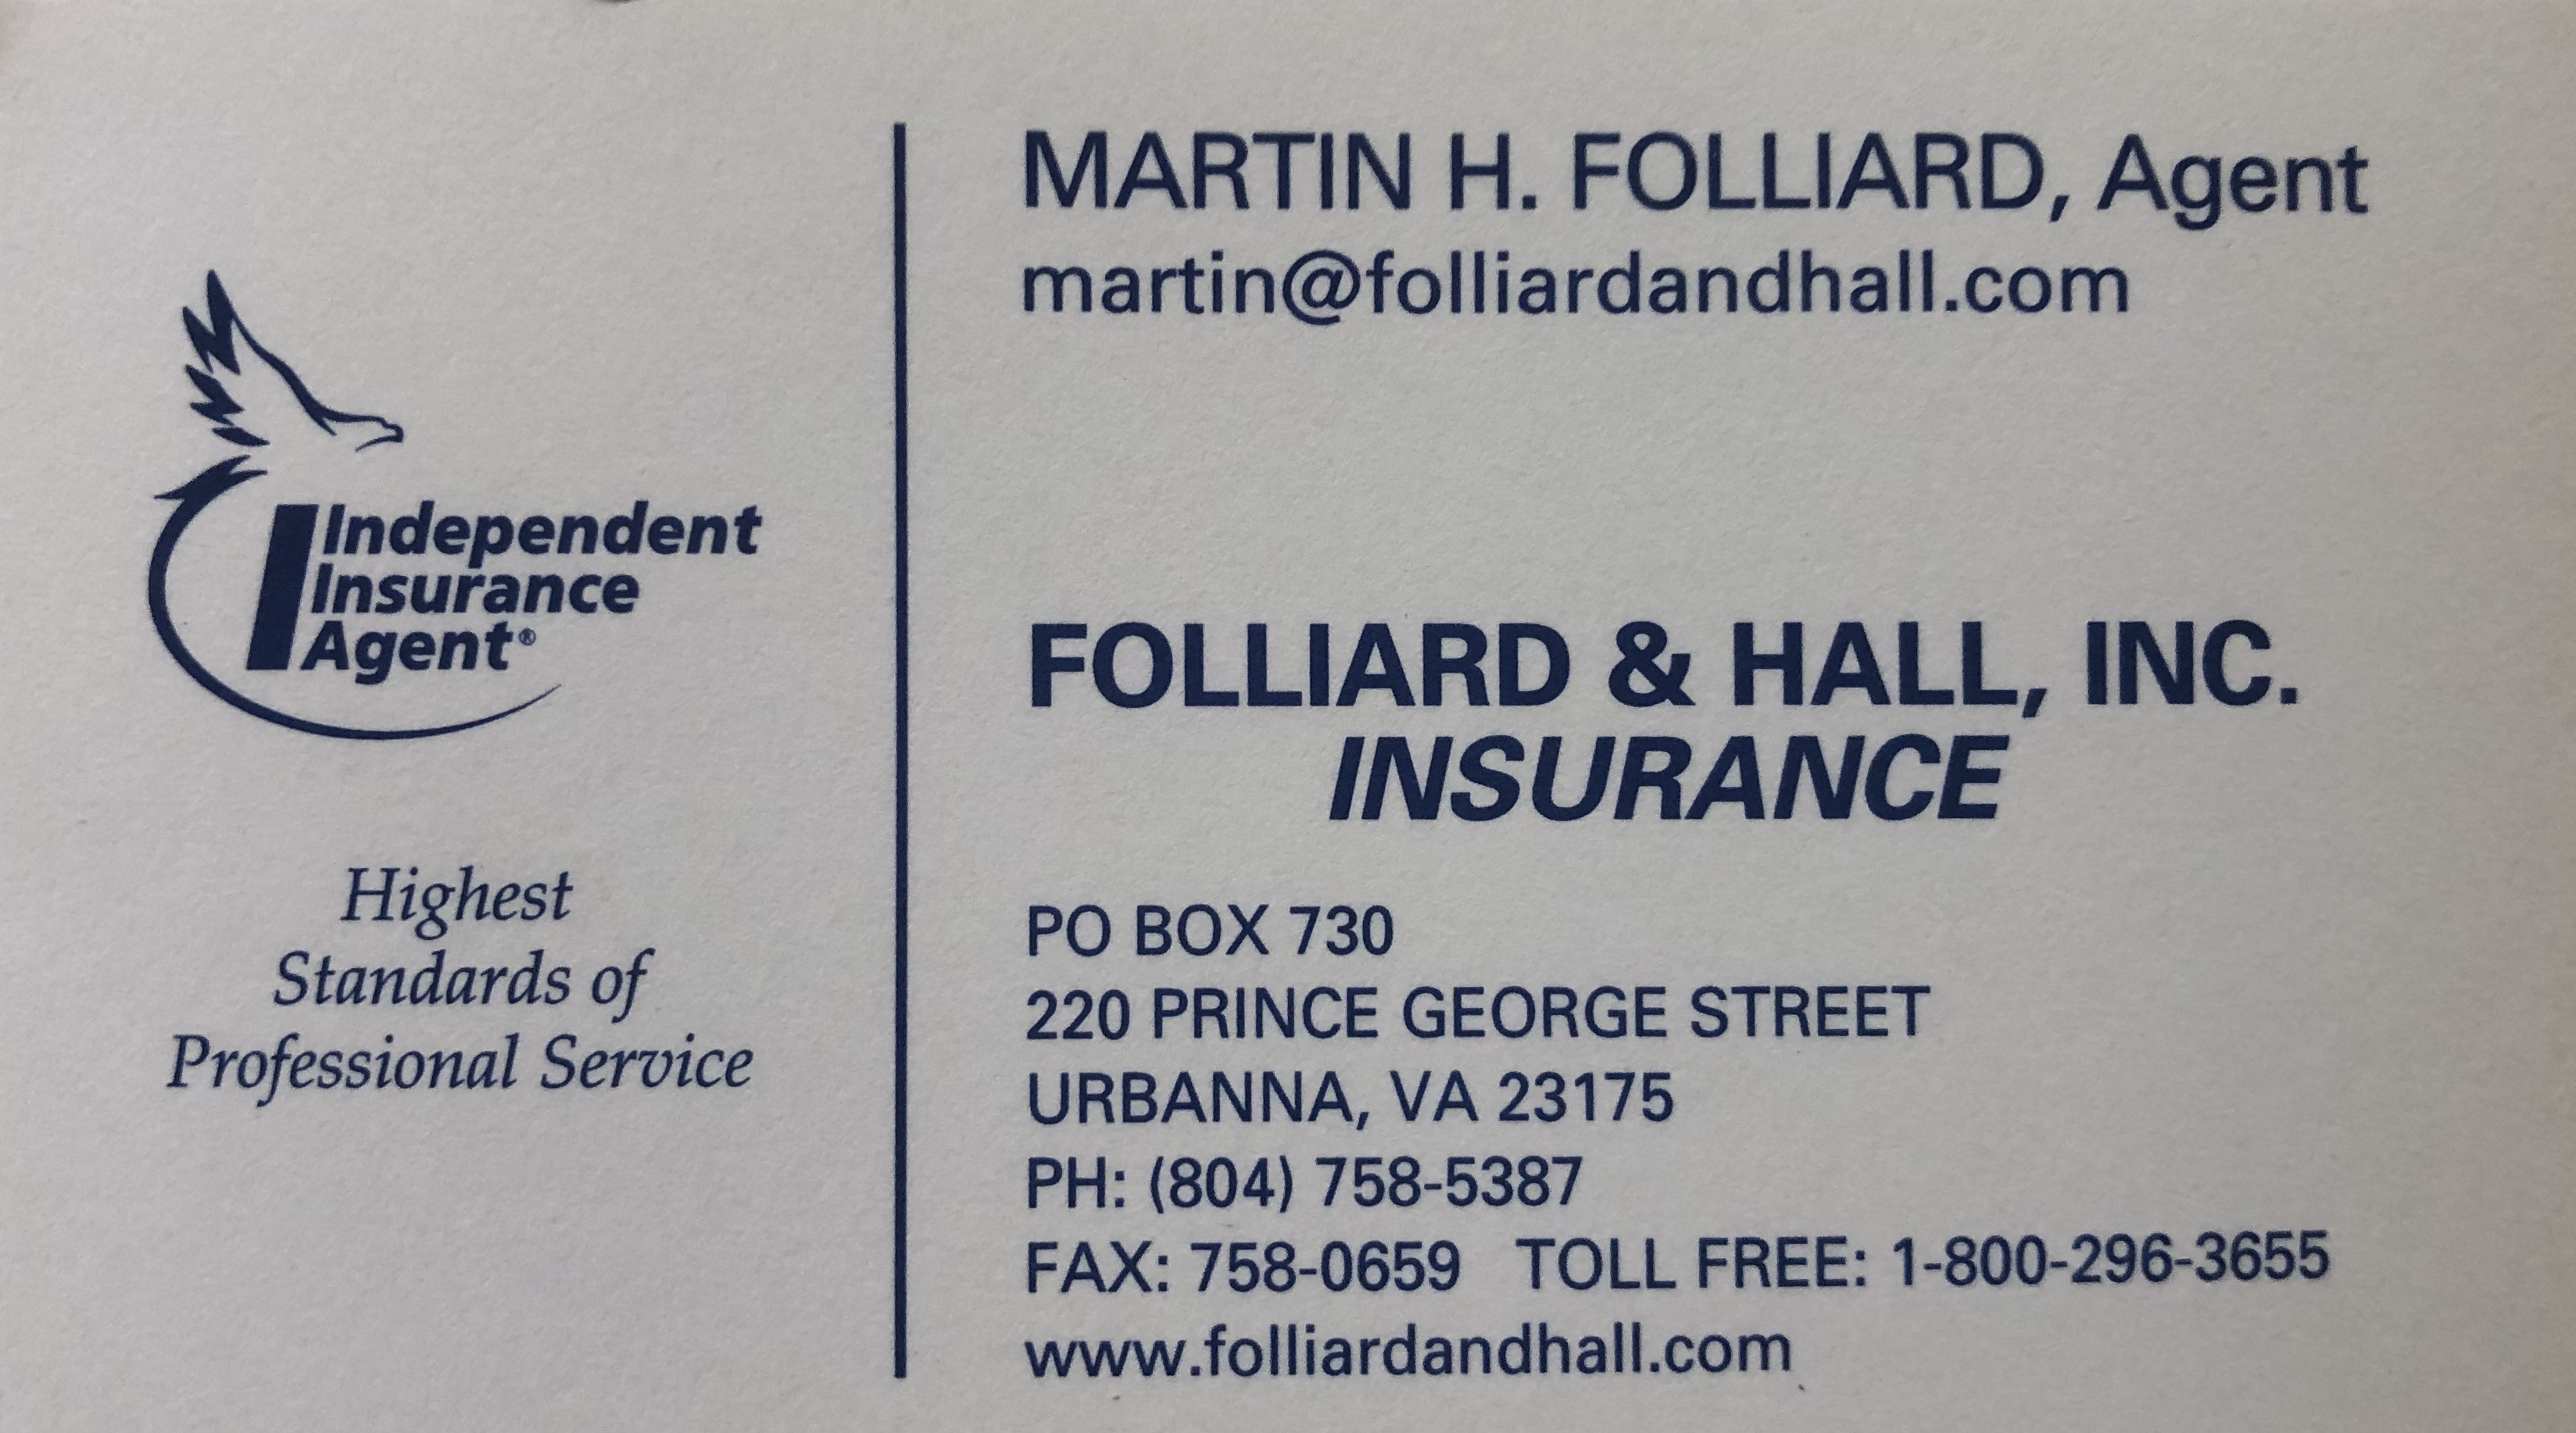 Independent
Insurance
Agent®
Highest
Standards of
Professional Service
MARTIN H. FOLLIARD, Agent
martin@folliardandhall.com
FOLLIARD & HALL, INC.
INSURANCE
PO BOX 730
220 PRINCE GEORGE STREET
URBANNA, VA 23175
PH: (804) 758-5387
FAX: 758-0659 TOLL FREE: 1-800-296-3655
www.folliardandhall.com